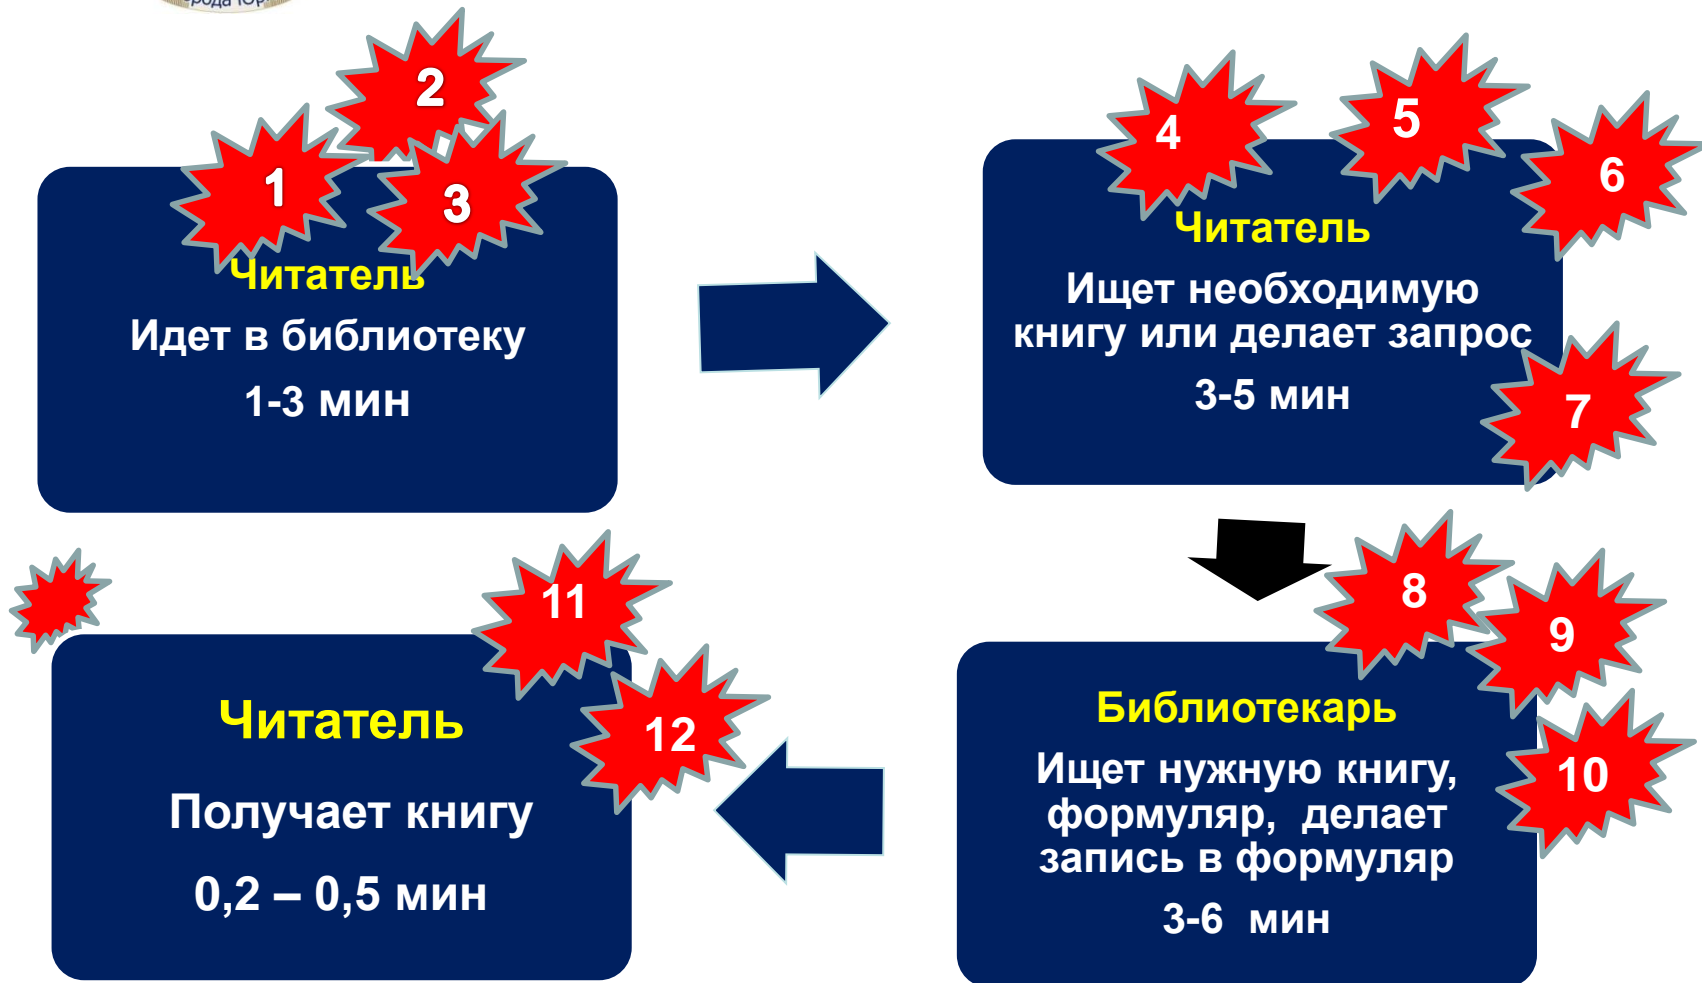 города Юр
2
1
3
Читатель
Идет в библиотеку
1-3 мин
4
5
6
Читатель
Ищет необходимую
книгу или делает запрос
3-5 мин
7
8
9
10
Библиотекарь
Ищет нужную книгу,
формуляр, делает
запись в формуляр
3-6 мин
11
12
Читатель
Получает книгу
0,2 – 0,5 мин